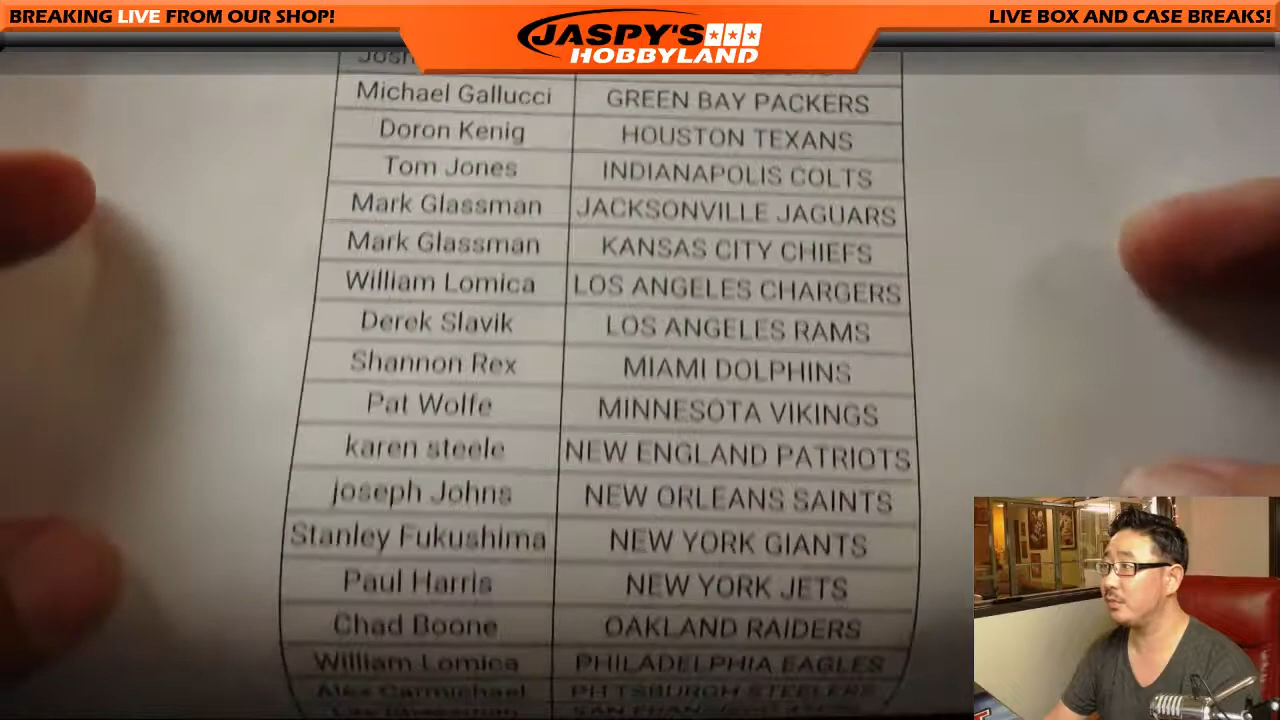 BREAKING LIVE FROM OUR SHOP!
JASPY'S
HOBBYLAND
LIVE BOX AND CASE BREAKS!
Josh
Michael Gallucci GREEN BAY PACKERS
Doron Kenig HOUSTON TEXANS
Tom Jones INDIANAPOLIS COLTS
Mark Glassman JACKSONVILLE JAGUARS
Mark Glassman KANSAS CITY CHIEFS
William Lomica LOS ANGELES CHARGERS
Derek Slavik LOS ANGELES RAMS
Shannon Rex MIAMI DOLPHINS
Pat Wolfe MINNESOTA VIKINGS
karen steele NEW ENGLAND PATRIOTS
joseph Johns NEW ORLEANS SAINTS
Stanley Fukushima NEW YORK GIANTS
Paul Harris NEW YORK JETS
Chad Boone OAKLAND RAIDERS
William Lomica PHILADELPHIA EAGLES
Alex Carmichael PITTSBURGH STEELERS
SAN